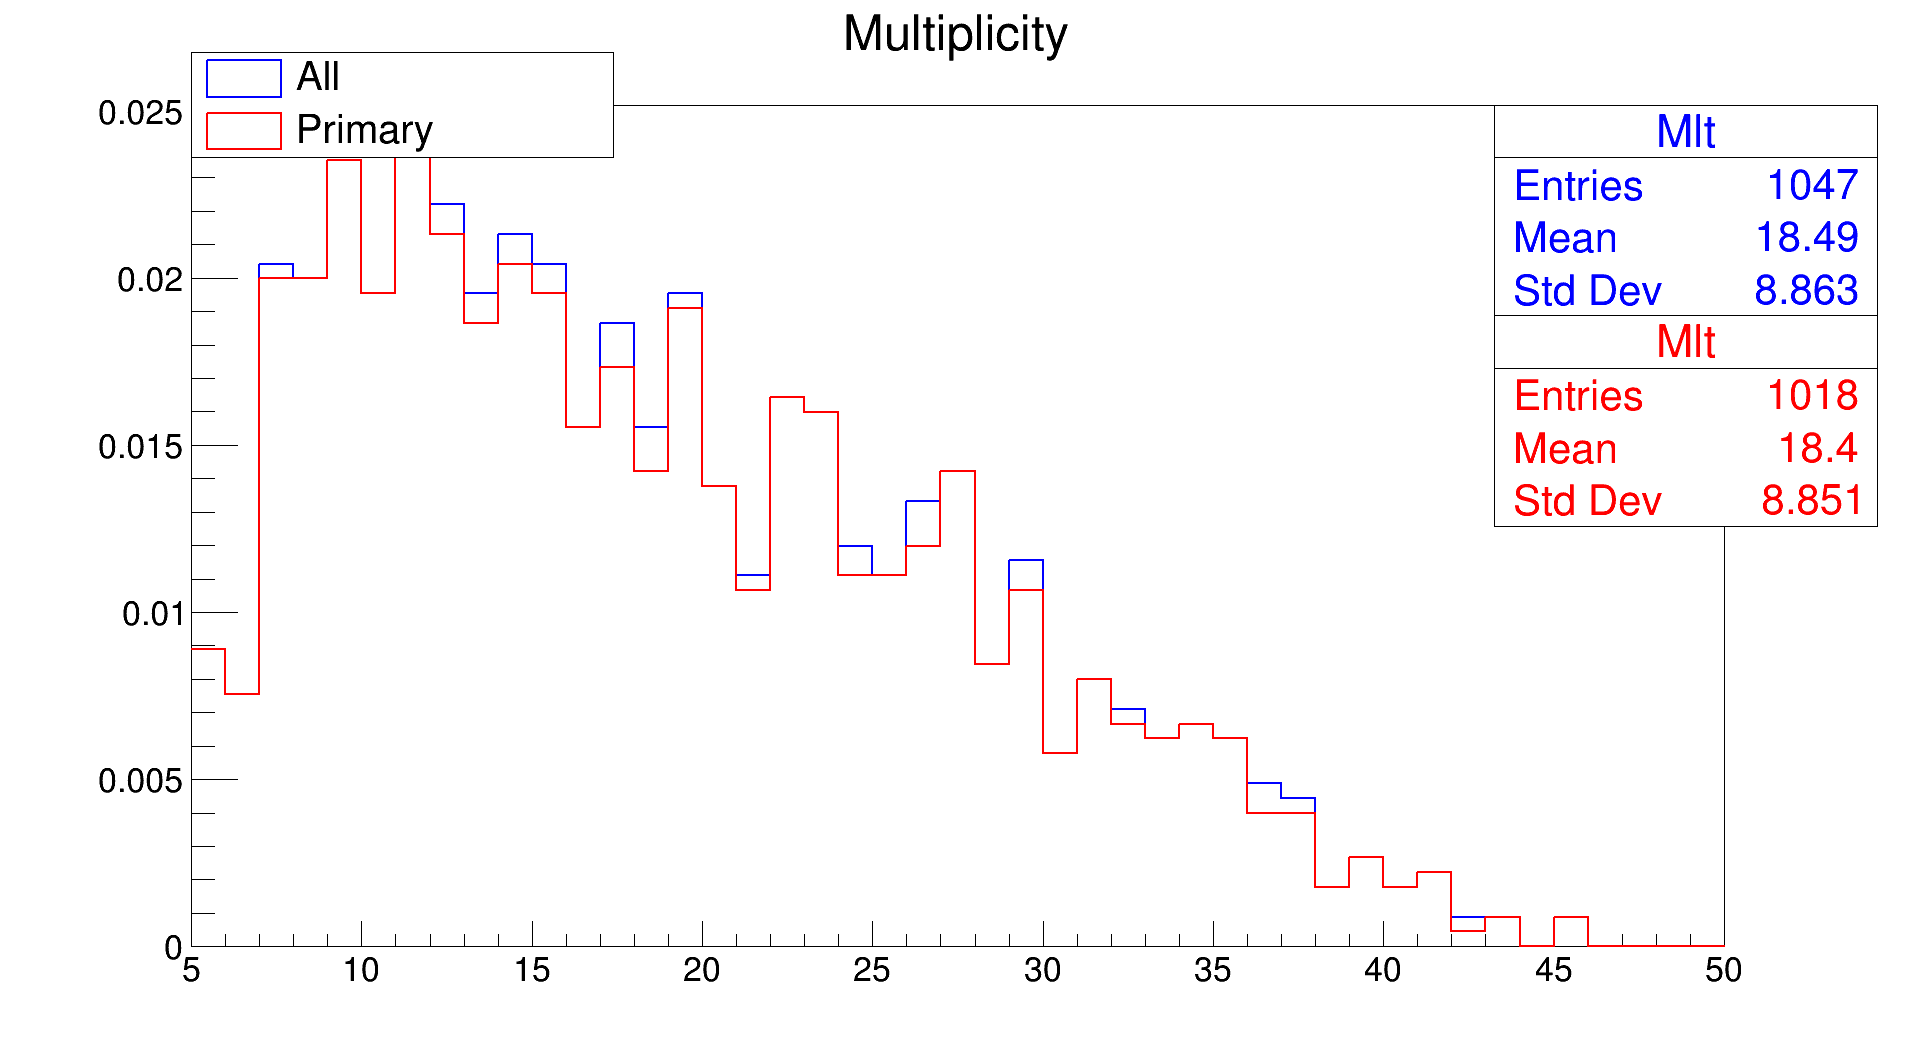 Multiplicity
All
Primary
0.025
0.02
0.015
0.01
0.005
0
5 10 15 20 25 30 35 40 45 50
Mlt
Entries 1047
Mean 18.49
Std Dev 8.863
Mlt
Entries 1018
Mean 18.4
Std Dev 8.851